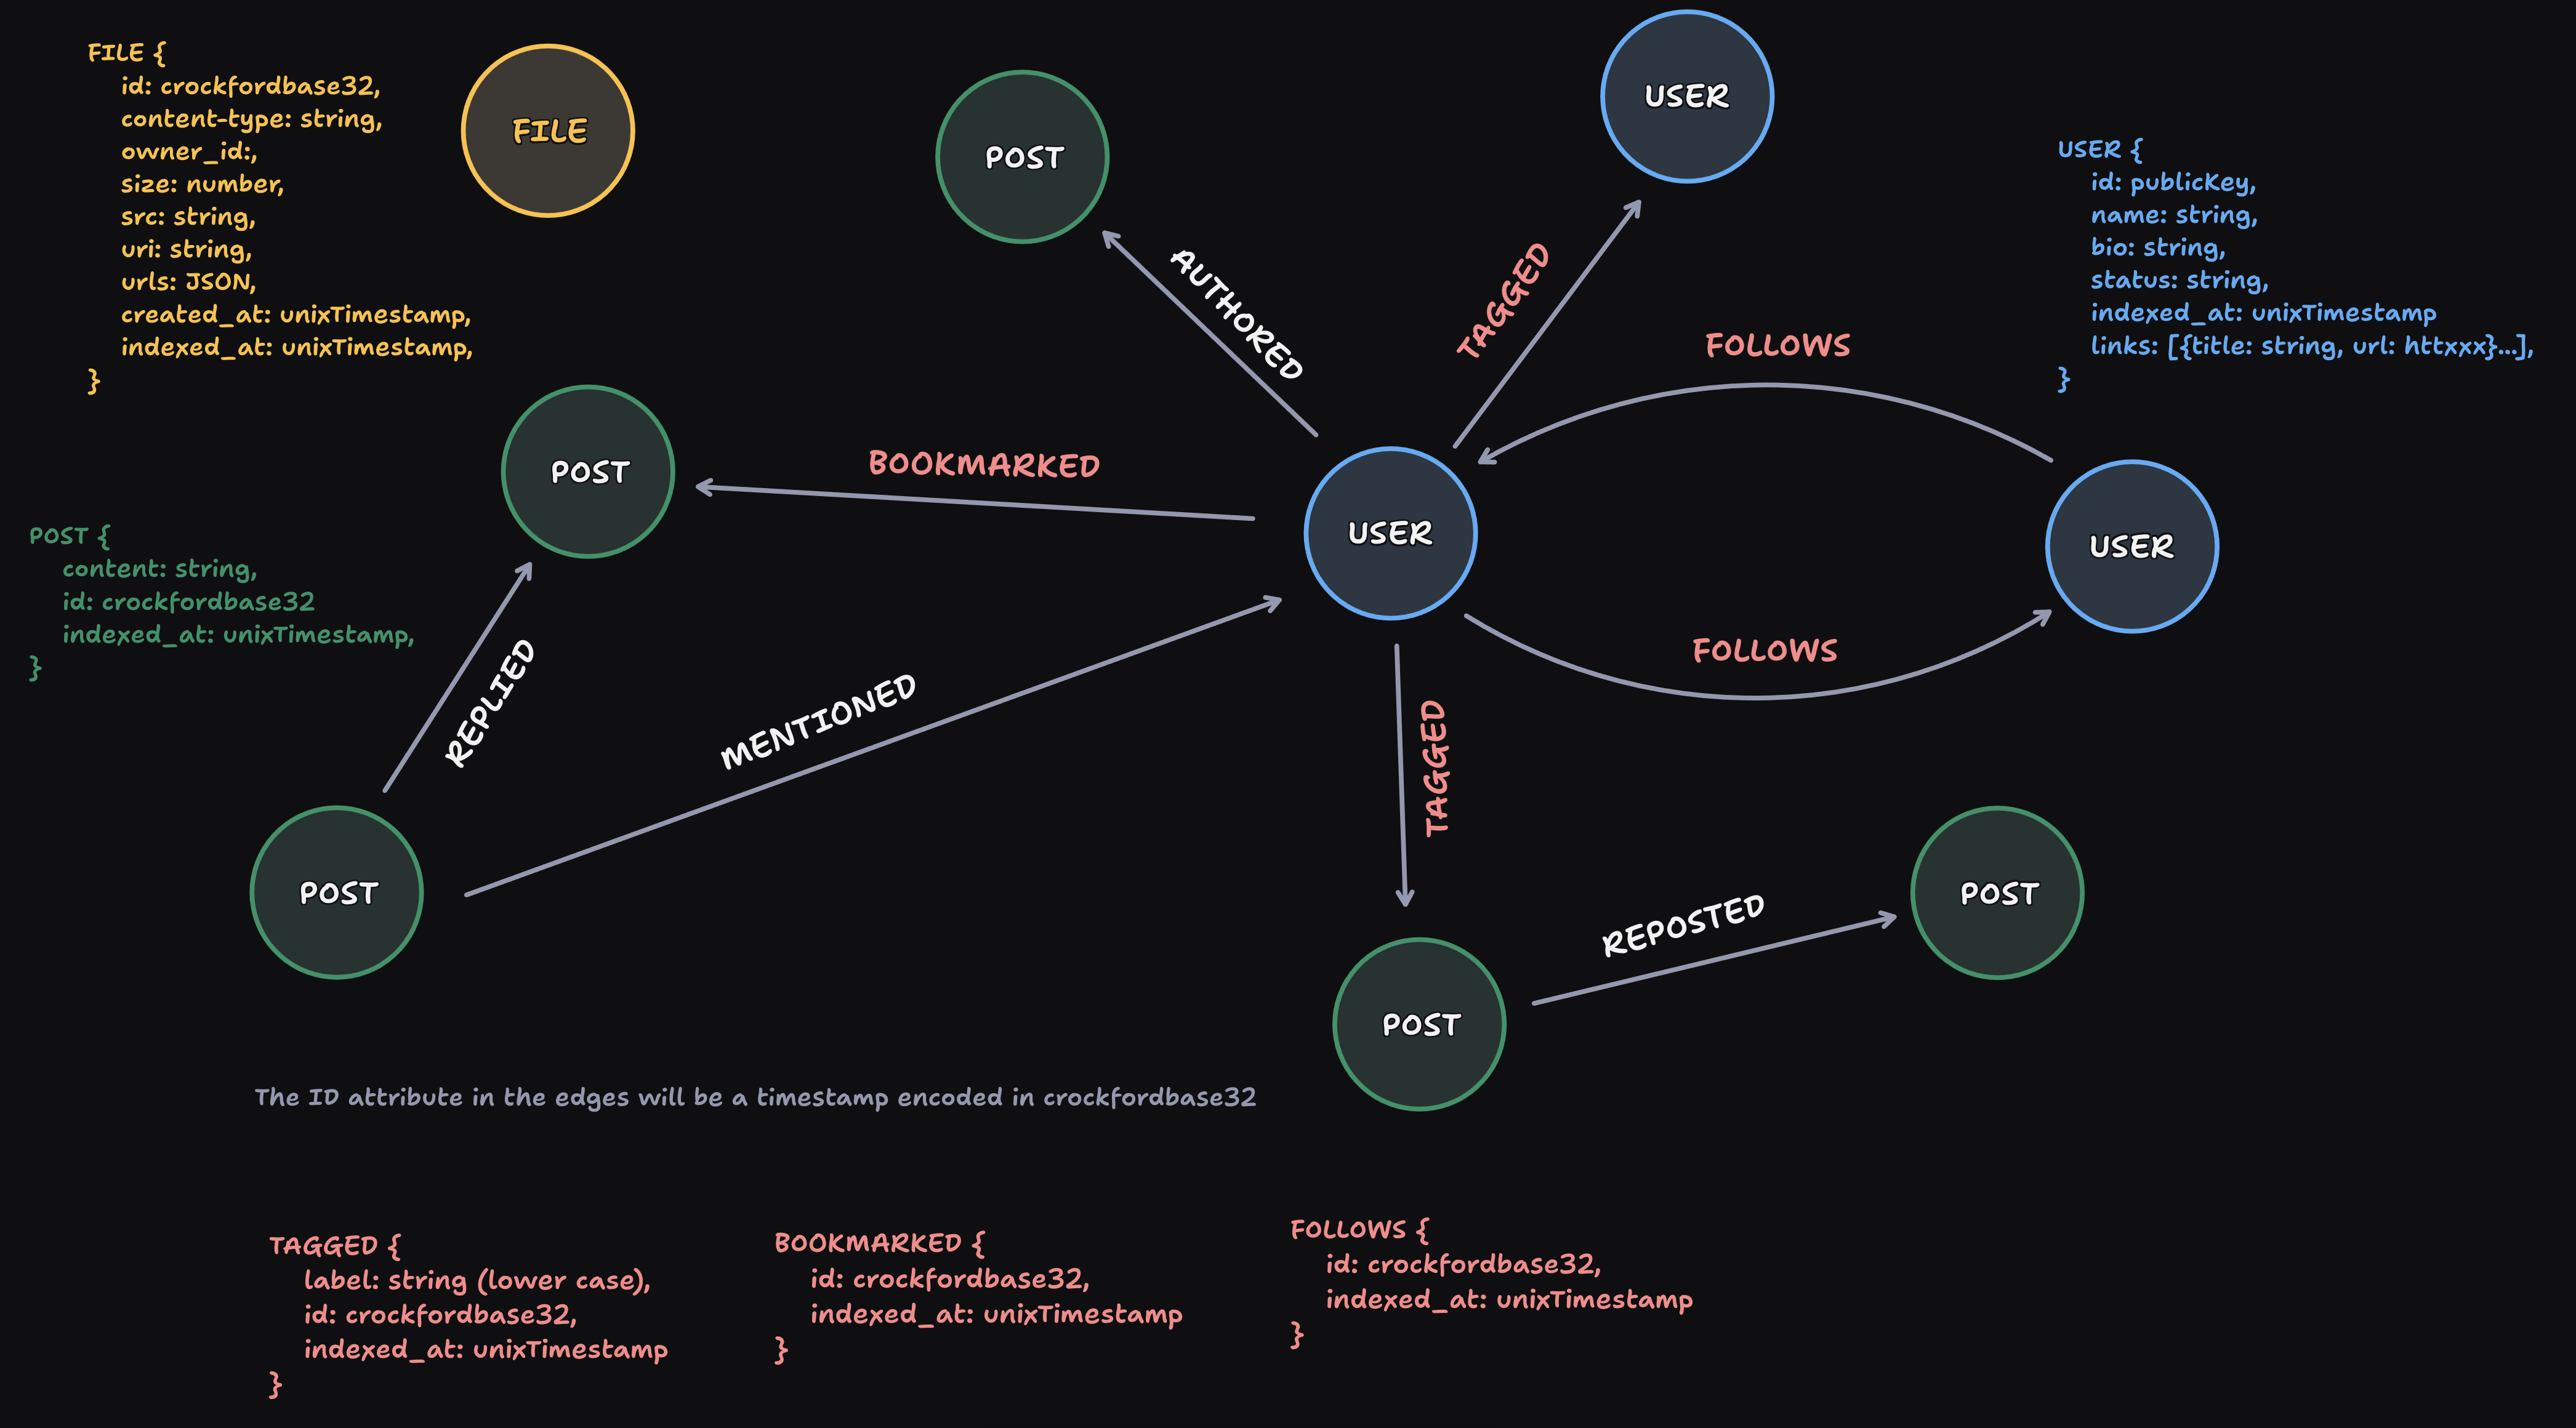 FILE {
id: crockfordbase32,
content-type: string,
owner_id:,
size: number,
src: string,
uri: string,
urls: JSON,
created_at: unixTimestamp,
indexed_at: unixTimestamp,
}
FILE
POST
USER
USER {
id: publicKey,
name: string,
bio: string,
status: string,
indexed_at: unixTimestamp
links: [{title: string, url: httxxx}...],
}
AUTHORED
TAGGED
FOLLOWS
POST
BOOKMARKED
USER
USER
POST {
content: string,
id: crockfordbase32
indexed_at: unixTimestamp,
}
REPLIED
MENTIONED
FOLLOWS
TAGGED
POST
REPOSTED
POST
POST
The ID attribute in the edges will be a timestamp encoded in crockfordbase32
TAGGED {
label: string (lower case),
id: crockfordbase32,
indexed_at: unixTimestamp
}
BOOKMARKED {
id: crockfordbase32,
indexed_at: unixTimestamp
}
FOLLOWS {
id: crockfordbase32,
indexed_at: unixTimestamp
}